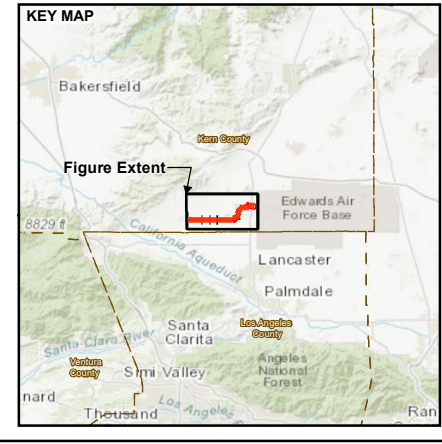 KEY MAP
Bakersfield
Kern County
Figure Extent
Edwards Air
Force Base
8829 ft
California Aqueduct
Lancaster
Palmdale
Santa
Clarita
Los Angeles
County
Santa Clara River
Ventura
County
Simi Valley
Angeles
National
Forest
nard
Thousand
Los Angeles
Ran